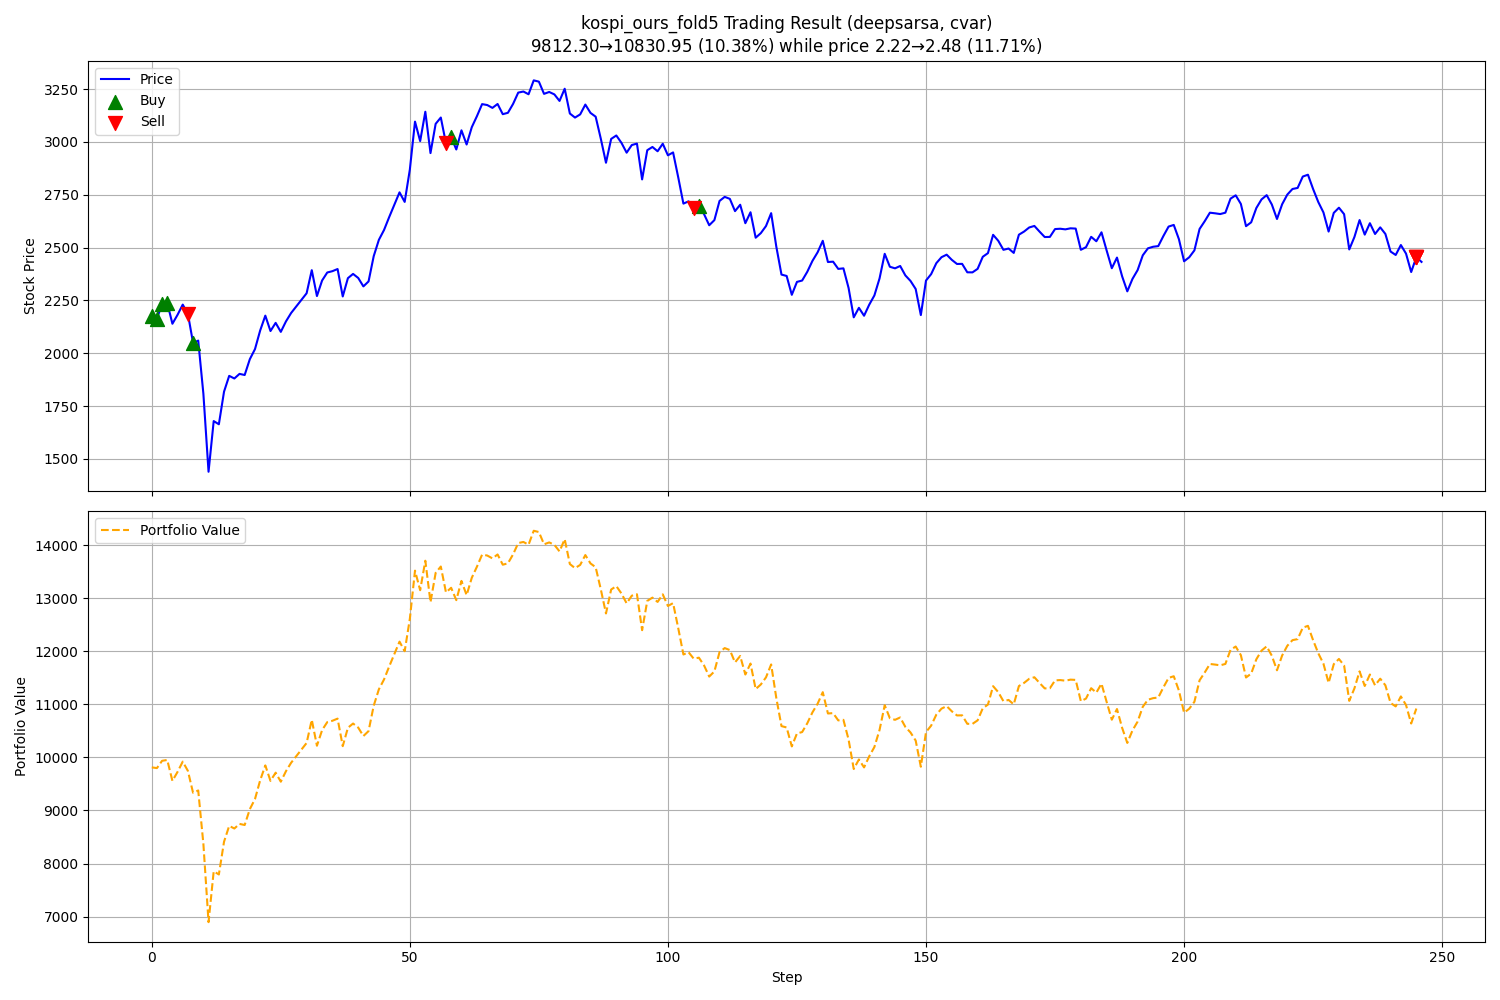 kospi_ours_fold5 Trading Result (deepsarsa, cvar)
9812.30→10830.95 (10.38%) while price 2.22→2.48 (11.71%)
Price
Buy
Sell
Stock Price
3250
3000
2750
2500
2250
2000
1750
1500
Portfolio Value
Portfolio Value
14000
13000
12000
11000
10000
9000
8000
7000
0
50
100
150
200
250
Step